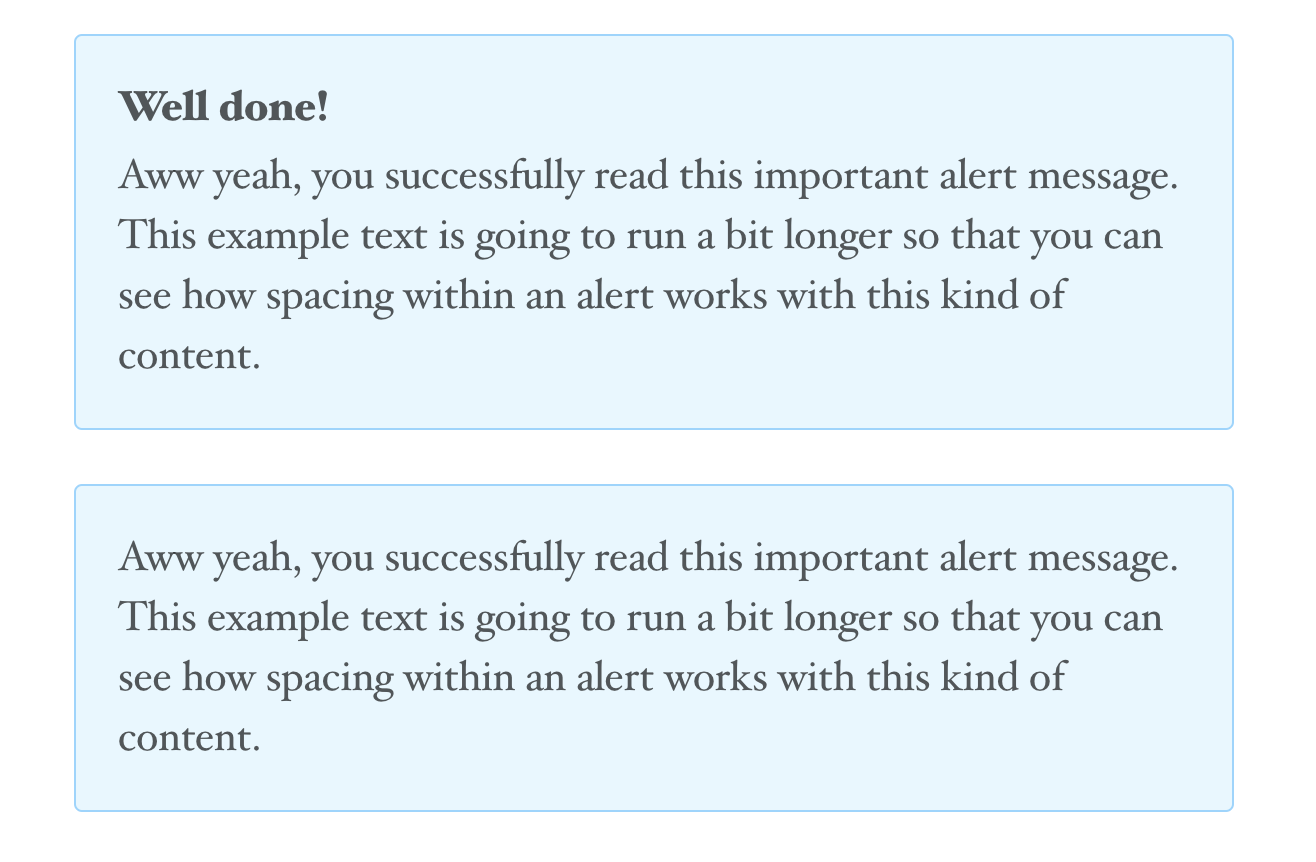 Well done!
Aww yeah, you successfully read this important alert message.
This example text is going to run a bit longer so that you can
see how spacing within an alert works with this kind of
content.
Aww yeah, you successfully read this important alert message.
This example text is going to run a bit longer so that you can
see how spacing within an alert works with this kind of
content.